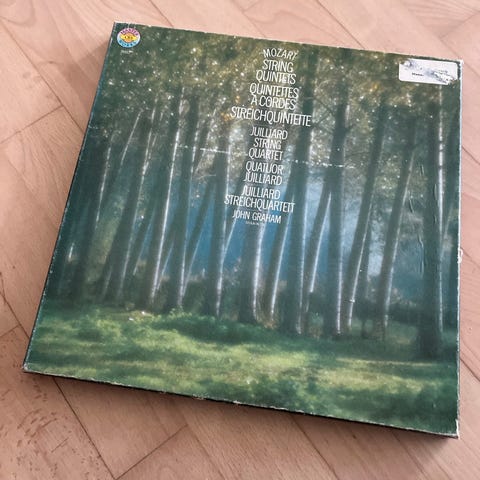 MOZART
STRING
QUINTETS
QUINTETTES
À CORDES
STREICHQUINTETTE
JUILLIARD
STRING
QUARTET
QUATUOR
JUILLIARD
JUILLIARD
STREICHQUARTETT
JOHN GRAHAM